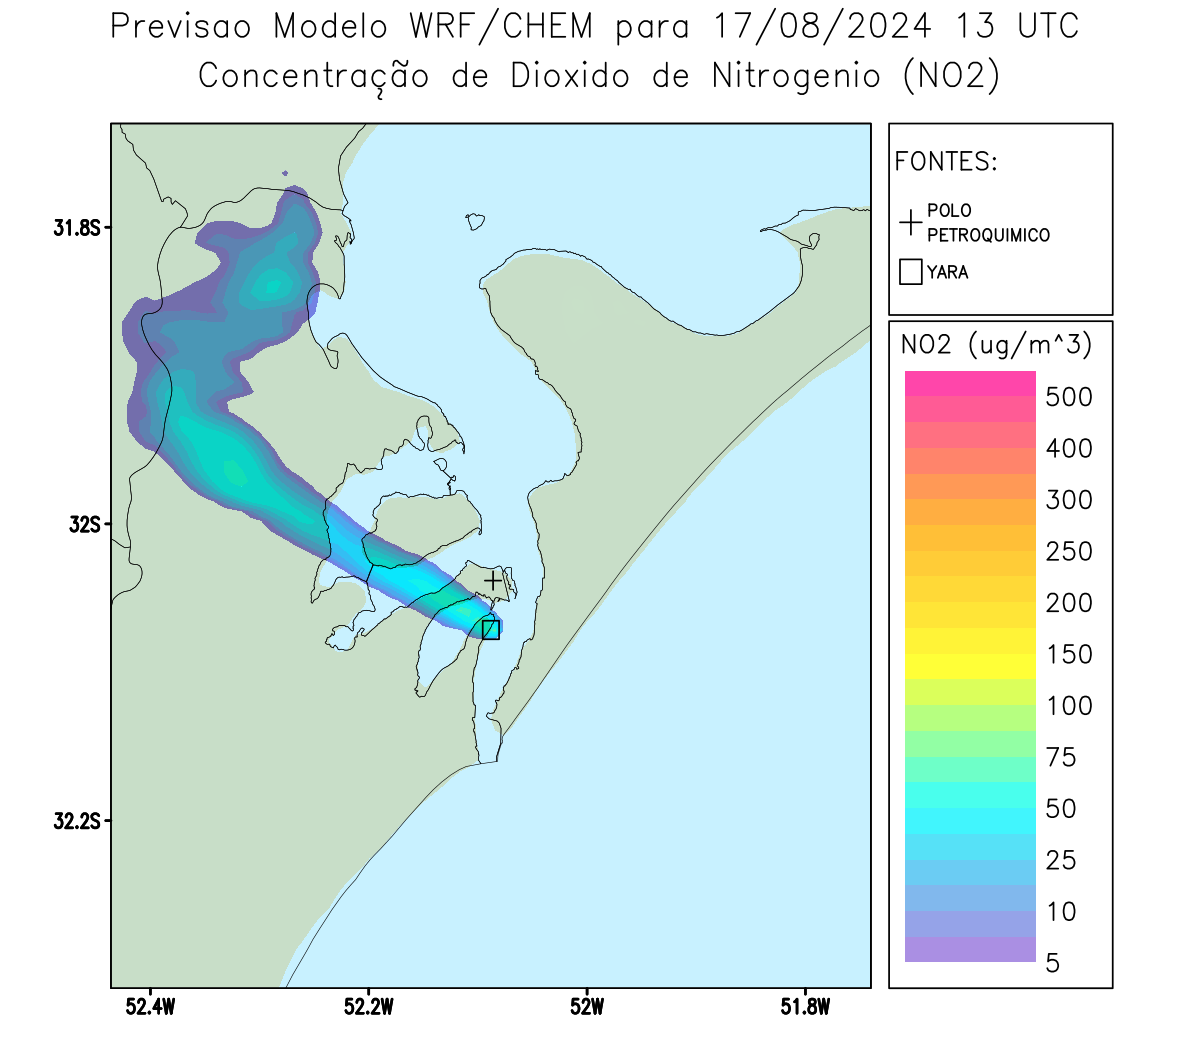 Previsao Modelo WRF/CHEM para 17/08/2024 13 UTC
Concentração de Dioxido de Nitrogenio (NO2)
FONTES:
POLO
PETROQUIMICO
YARA
31.8S
32S
32.2S
52.4W
52.2W
52W
51.8W
NO2 (ug/m^3)
500
400
300
250
200
150
100
75
50
25
10
5